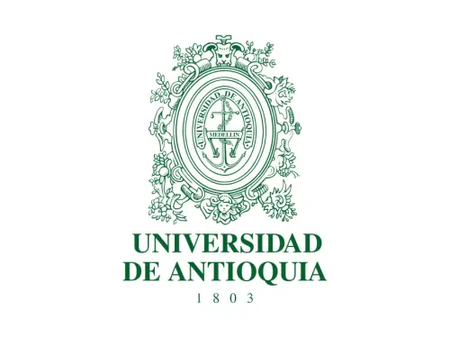 UNIVERSIDAD DE ANTIOQUIA
MEDELLIN
UNIVERSIDAD
DE ANTIOQUIA
1803